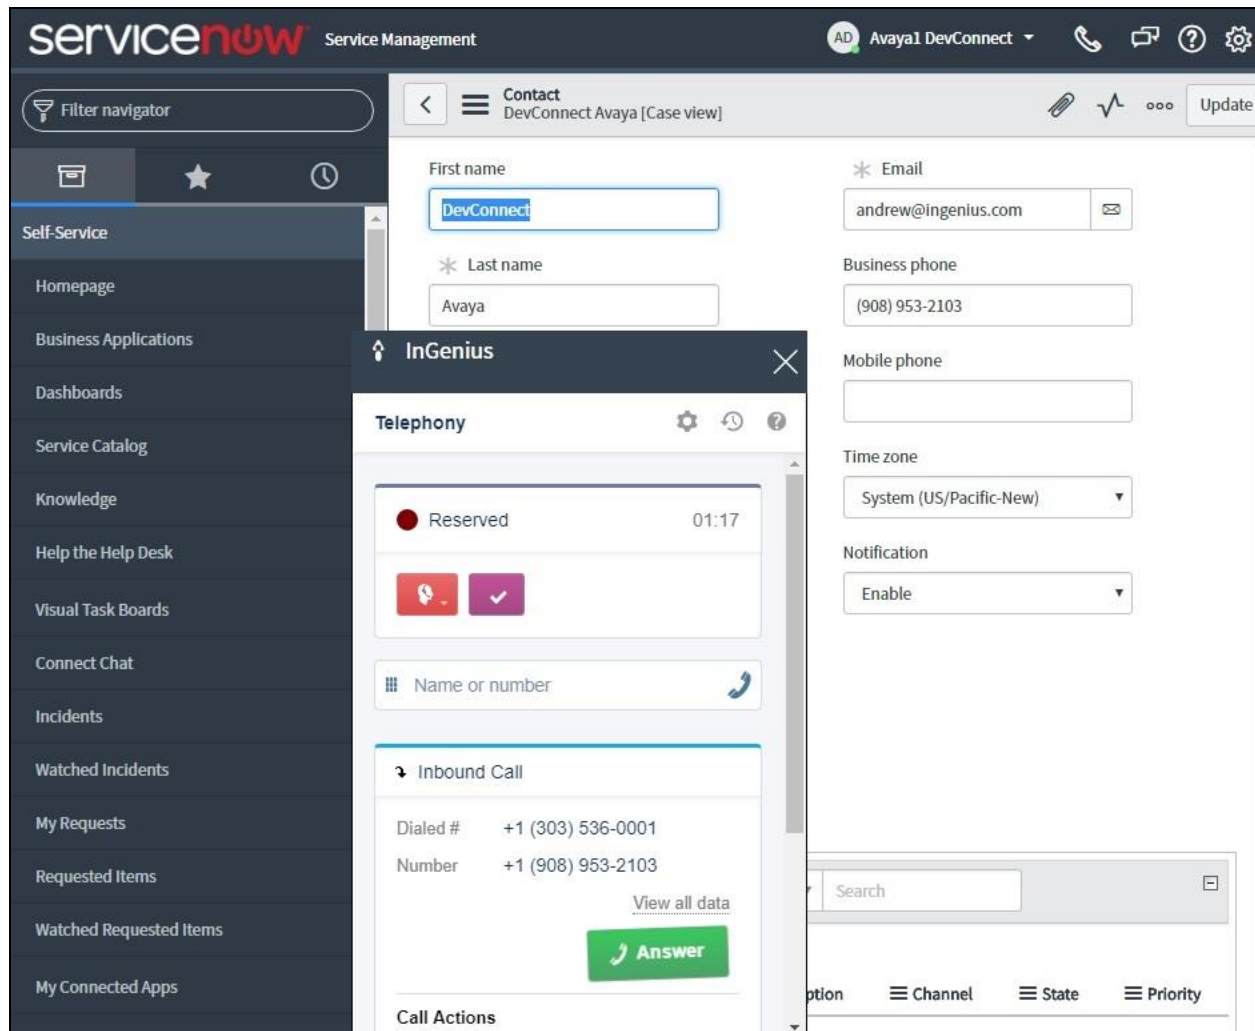 servicenow Service Management
AD Avaya1 DevConnect
Filter navigator
Self-Service
Homepage
Business Applications
Dashboards
Service Catalog
Knowledge
Help the Help Desk
Visual Task Boards
Connect Chat
Incidents
Watched Incidents
My Requests
Requested Items
Watched Requested Items
My Connected Apps
Contact
DevConnect Avaya [Case view]
Update
First name
DevConnect
Last name
Avaya
Email
andrew@ingenius.com
Business phone
(908) 953-2103
Mobile phone
Time zone
System (US/Pacific-New)
Notification
Enable
InGenius
Telephony
Reserved 01:17
Name or number
Inbound Call
Dialed # +1 (303) 536-0001
Number +1 (908) 953-2103
View all data
Answer
Call Actions
Search
ption Channel State Priority